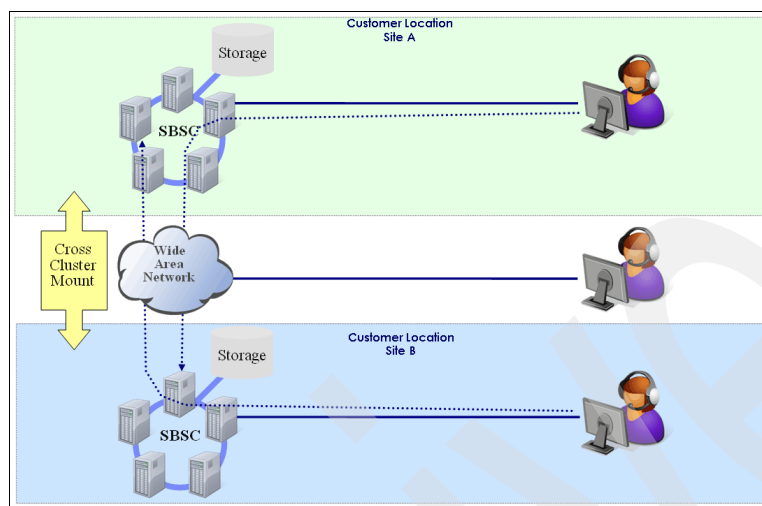 Customer Location
Site A
Storage
SBSC
Cross
Cluster
Mount
Wide
Area
Network
Customer Location
Site B
Storage
SBSC